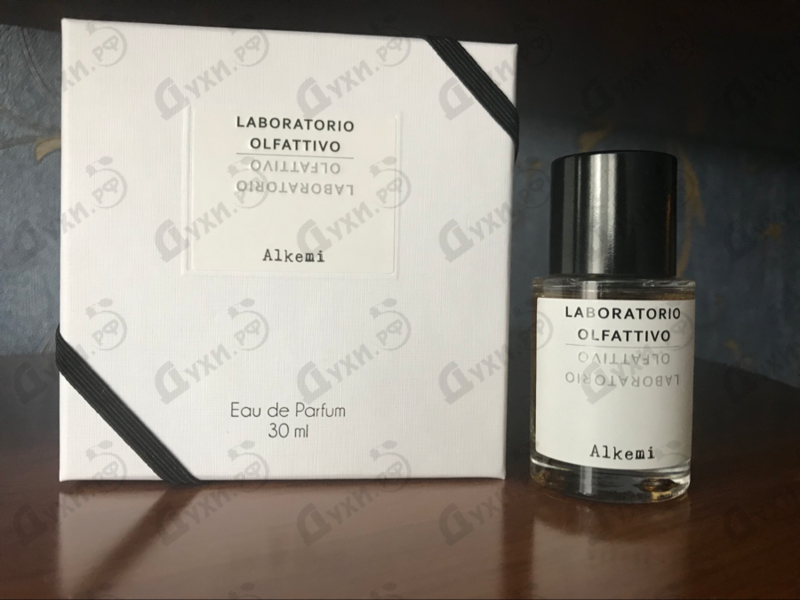 LABORATORIO
OLFATTIVO
OLFATTIVO
LABORATORIO
Alkemi
Eau de Parfum
30 ml
LABORATORIO
OLFATTIVO
OLFATTIVO
LABORATORIO
Alkemi
Духи.рф